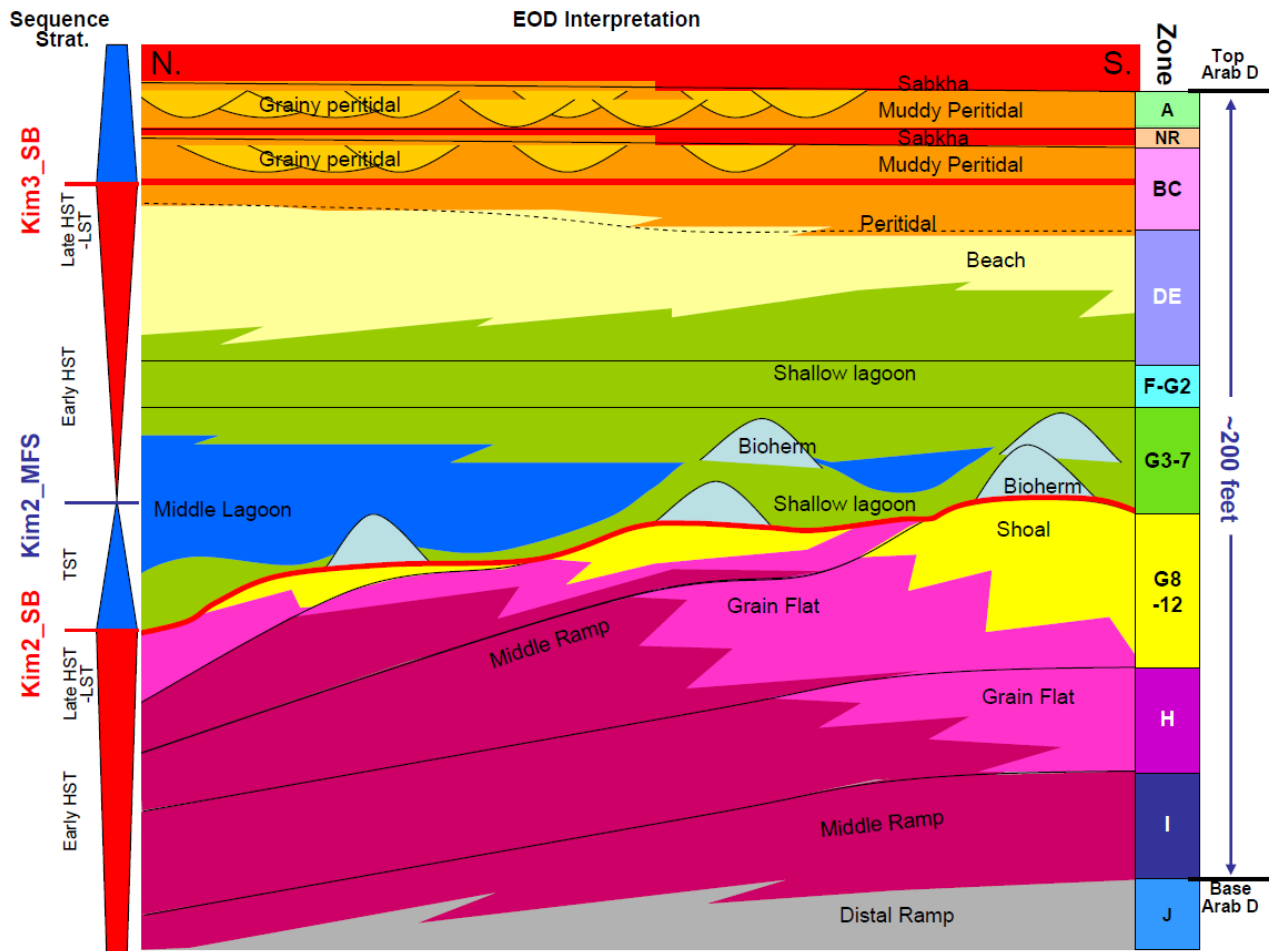 Sequence
Strat.
EOD Interpretation
Zone
Top
Arab D
N.
S.
Sabkha
Grainy peritidal
Muddy Peritidal
A
Sabkha
NR
Grainy peritidal
Muddy Peritidal
BC
Kim3_SB
Late HST
-LST
Peritidal
Beach
DE
Early HST
Shallow lagoon
F-G2
~200 feet
Kim2_MFS
Bioherm
G3-7
Bioherm
Middle Lagoon
Shallow lagoon
Shoal
TST
G8
-12
Kim2_SB
Grain Flat
Middle Ramp
Late HST
-LST
Grain Flat
H
Early HST
Middle Ramp
I
Distal Ramp
J
Base
Arab D